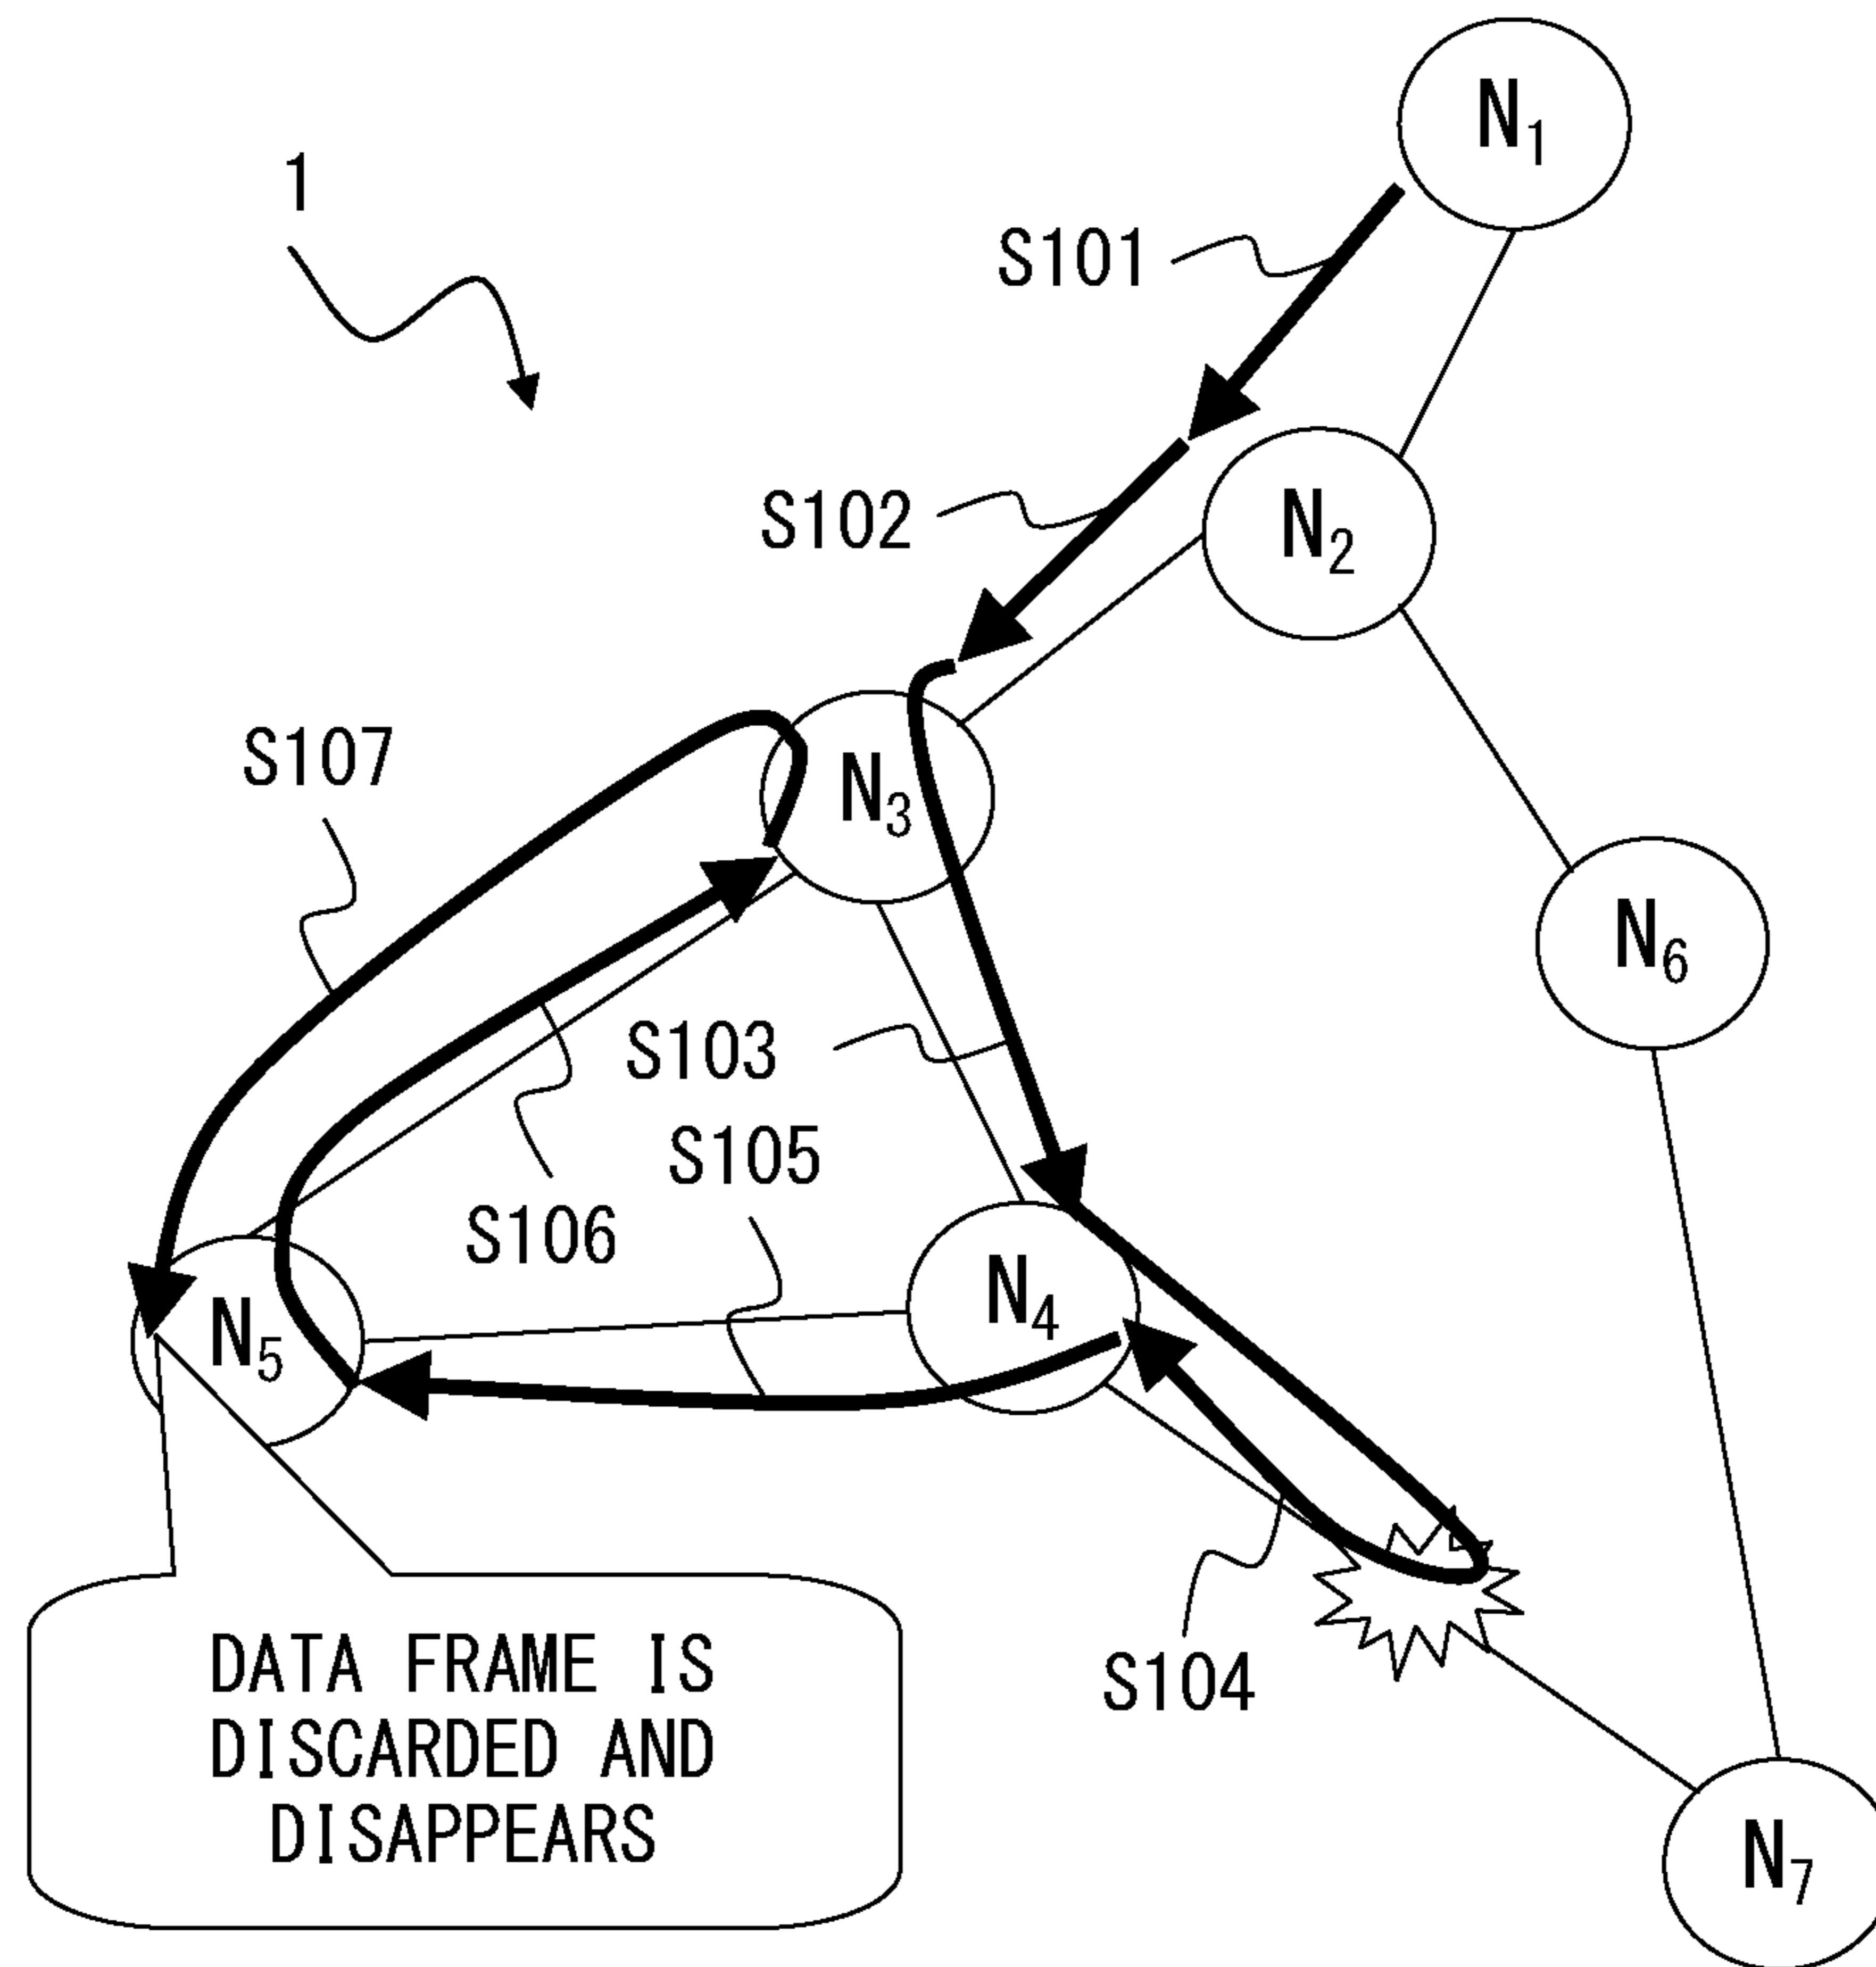 N1
1
S101
S102
N2
S107
N3
N6
S103
S105
S106
N4
N5
S104
DATA FRAME IS
DISCARDED AND
DISAPPEARS
N7